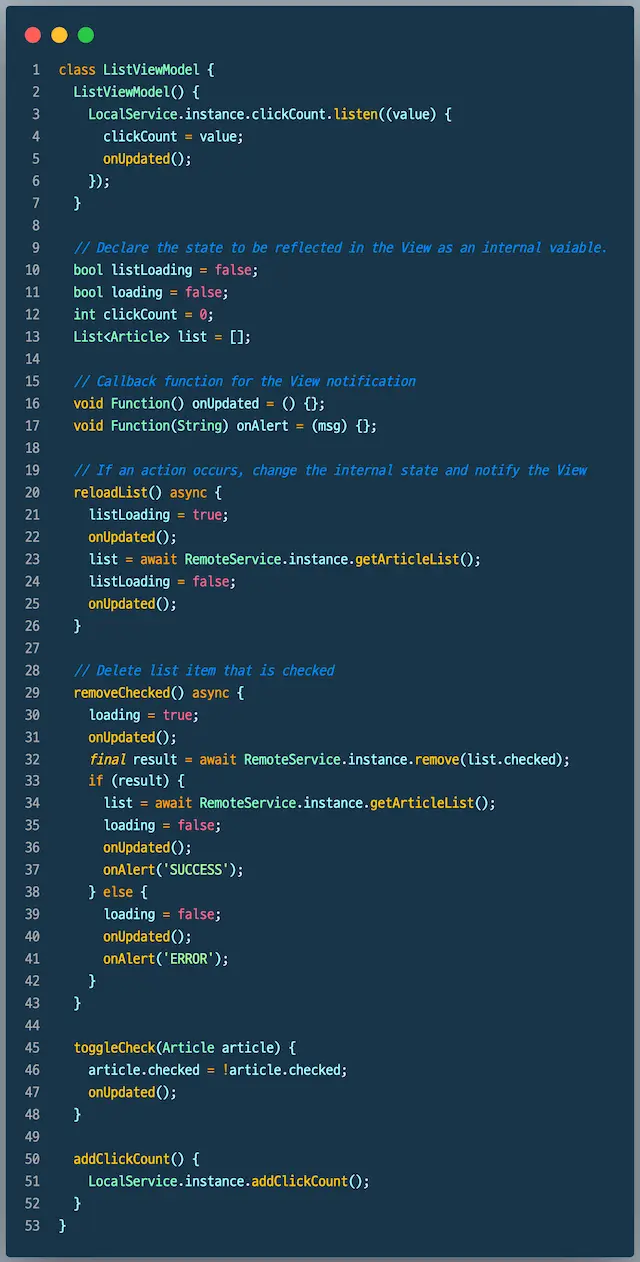 1 class ListViewModel {
2   ListViewModel() {
3     LocalService.instance.clickCount.listen((value) {
4       clickCount = value;
5       onUpdated();
6     });
7   }
8
9   // Declare the state to be reflected in the View as an internal vaiable.
10   bool listLoading = false;
11   bool loading = false;
12   int clickCount = 0;
13   List<Article> list = [];
14
15   // Callback function for the View notification
16   void Function() onUpdated = () {};
17   void Function(String) onAlert = (msg) {};
18
19   // If an action occurs, change the internal state and notify the View
20   reloadList() async {
21     listLoading = true;
22     onUpdated();
23     list = await RemoteService.instance.getArticleList();
24     listLoading = false;
25     onUpdated();
26   }
27
28   // Delete list item that is checked
29   removeChecked() async {
30     loading = true;
31     onUpdated();
32     final result = await RemoteService.instance.remove(list.checked);
33     if (result) {
34       list = await RemoteService.instance.getArticleList();
35       loading = false;
36       onUpdated();
37       onAlert('SUCCESS');
38     } else {
39       loading = false;
40       onUpdated();
41       onAlert('ERROR');
42     }
43   }
44
45   toggleCheck(Article article) {
46     article.checked = !article.checked;
47     onUpdated();
48   }
49
50   addClickCount() {
51     LocalService.instance.addClickCount();
52   }
53 }